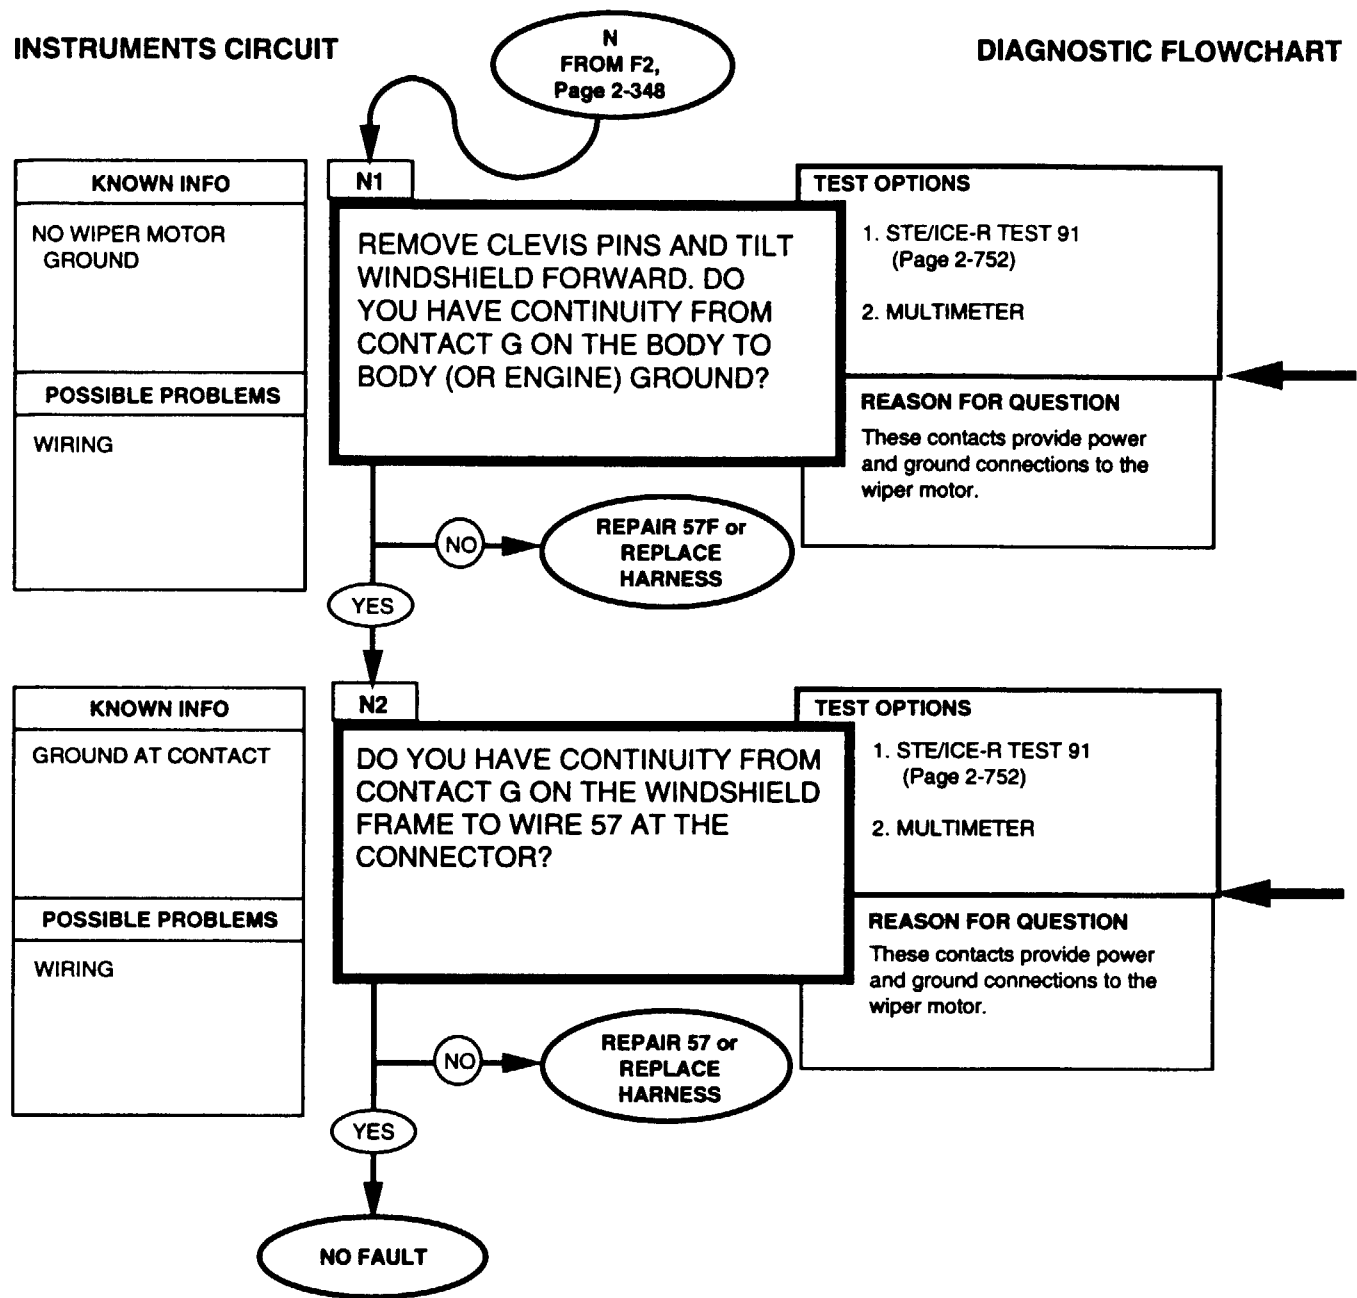 INSTRUMENTS CIRCUIT
DIAGNOSTIC FLOWCHART
N
FROM F2,
Page 2-348
KNOWN INFO
NO WIPER MOTOR
GROUND
POSSIBLE PROBLEMS
WIRING
N1
REMOVE CLEVIS PINS AND TILT
WINDSHIELD FORWARD. DO
YOU HAVE CONTINUITY FROM
CONTACT G ON THE BODY TO
BODY (OR ENGINE) GROUND?
TEST OPTIONS
1. STE/ICE-R TEST 91
(Page 2-752)
2. MULTIMETER
REASON FOR QUESTION
These contacts provide power
and ground connections to the
wiper motor.
NO
REPAIR 57F or
REPLACE
HARNESS
YES
KNOWN INFO
GROUND AT CONTACT
POSSIBLE PROBLEMS
WIRING
N2
DO YOU HAVE CONTINUITY FROM
CONTACT G ON THE WINDSHIELD
FRAME TO WIRE 57 AT THE
CONNECTOR?
TEST OPTIONS
1. STE/ICE-R TEST 91
(Page 2-752)
2. MULTIMETER
REASON FOR QUESTION
These contacts provide power
and ground connections to the
wiper motor.
NO
REPAIR 57 or
REPLACE
HARNESS
YES
NO FAULT